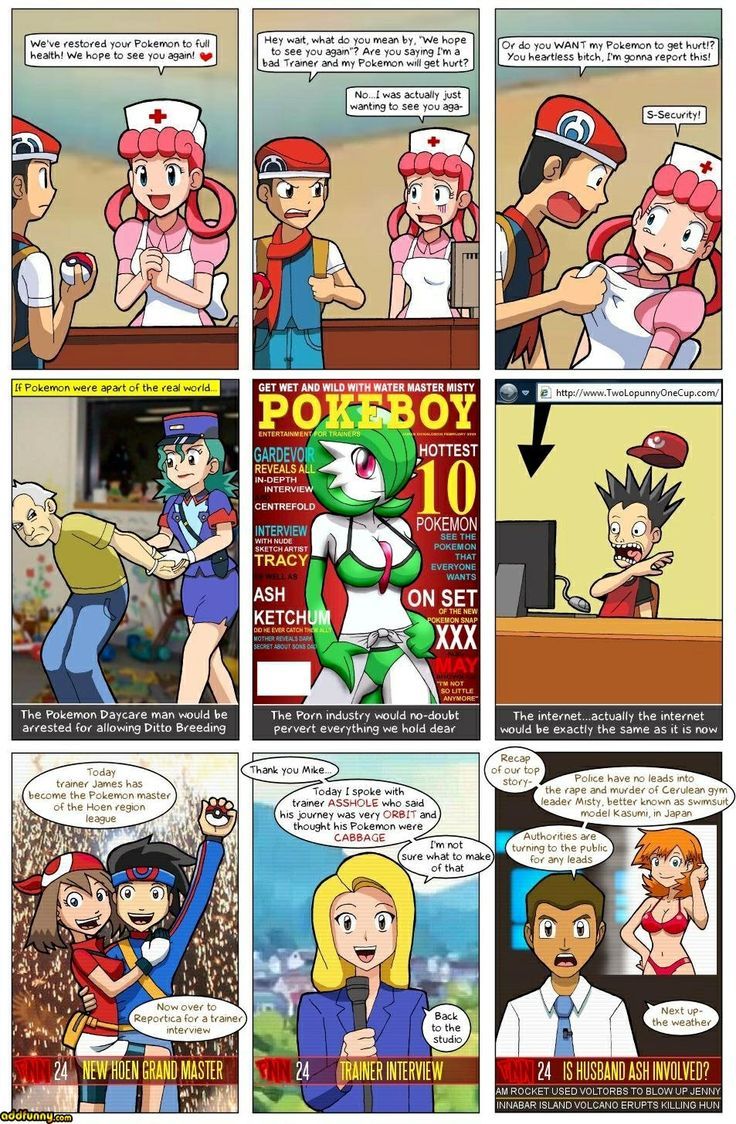 We've restored your Pokemon to full
health! We hope to see you again!
Hey wait, what do you mean by, "We hope
to see you again"? Are you saying I'm a
bad Trainer and my Pokemon will get hurt?
No...I was actually just
wanting to see you aga-
Or do you WANT my Pokemon to get hurt!?
You heartless bitch, I'm gonna report this!
S-Security!
If Pokemon were apart of the real world...
The Pokemon Daycare man would be
arrested for allowing Ditto Breeding
GET WET AND WILD WITH WATER MASTER MISTY
POKEBOY
ENTERTAINMENT FOR TRAINERS
GARDEVOIR
REVEALS ALL
IN-DEPTH
INTERVIEW
CENTREFOLD
INTERVIEW
WITH NUDE
SKETCH ARTIST
TRACY
AS WELL AS
ASH
KETCHUM
DID HE EVER CATCH THEM ALL?
MOTHER REVEALS DARK
SECRET ABOUT SONS DAD
HOTTEST
10
POKEMON
SEE THE
POKEMON
THAT
EVERYONE
WANTS
ON SET
OF THE NEW
POKEMON SNAP
XXX
MAY
"I'M NOT
SO LITTLE
ANYMORE"
The Porn industry would no-doubt
pervert everything we hold dear
http://www.TwoLopunnyOneCup.com/
The internet...actually the internet
would be exactly the same as it is now
Today
trainer James has
become the Pokemon master
of the Hoen region
league
Now over to
Reportica for a trainer
interview
PNN 24 NEW HOEN GRAND MASTER
Thank you Mike...
Today I spoke with
trainer ASSHOLE who said
his journey was very ORBIT and
thought his Pokemon were
CABBAGE
I'm not
sure what to make
of that
Back
to the
studio
PNN 24 TRAINER INTERVIEW
Recap
of our top
story-
Police have no leads into
the rape and murder of Cerulean gym
leader Misty, better known as swimsuit
model Kasumi, in Japan
Authorities are
turning to the public
for any leads
Next up-
the weather
PNN 24 IS HUSBAND ASH INVOLVED?
AM ROCKET USED VOLTORBS TO BLOW UP JENNY
INNABAR ISLAND VOLCANO ERUPTS KILLING HUN
addfunny.com